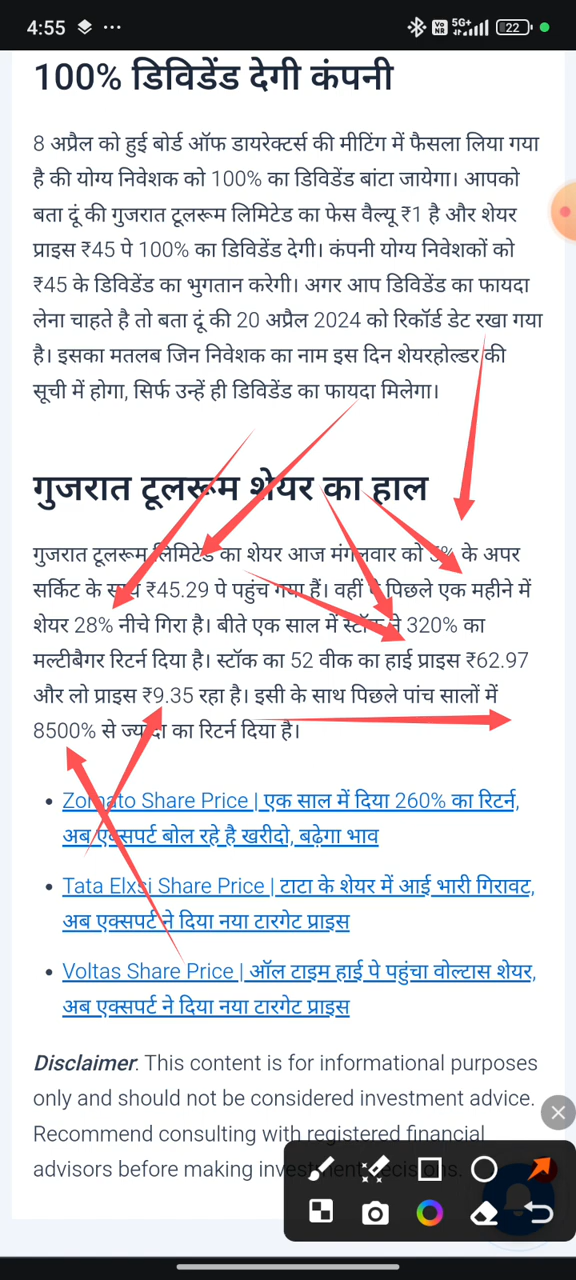 4:55
5G+
22
100% डिविडेंड देगी कंपनी
8 अप्रैल को हुई बोर्ड ऑफ डायरेक्टर्स की मीटिंग में फैसला लिया गया
है की योग्य निवेशक को 100% का डिविडेंड बांटा जायेगा। आपको
बता दूं की गुजरात टूलरूम लिमिटेड का फेस वैल्यू ₹1 है और शेयर
प्राइस ₹45 पे 100% का डिविडेंड देगी। कंपनी योग्य निवेशकों को
₹45 के डिविडेंड का भुगतान करेगी। अगर आप डिविडेंड का फायदा
लेना चाहते है तो बता दूं की 20 अप्रैल 2024 को रिकॉर्ड डेट रखा गया
है। इसका मतलब जिन निवेशक का नाम इस दिन शेयरहोल्डर की
सूची में होगा, सिर्फ उन्हें ही डिविडेंड का फायदा मिलेगा।
गुजरात टूलरूम शेयर का हाल
गुजरात टूलरूम लिमिटेड का शेयर आज मंगलवार को 5% के अपर
सर्किट के साथ ₹45.29 पे पहुंच गया हैं। वहीं पिछले एक महीने में
शेयर 28% नीचे गिरा है। बीते एक साल में स्टॉक ने 320% का
मल्टीबैगर रिटर्न दिया है। स्टॉक का 52 वीक का हाई प्राइस ₹62.97
और लो प्राइस ₹9.35 रहा है। इसी के साथ पिछले पांच सालों में
8500% से ज्यादा का रिटर्न दिया है।
Zomato Share Price | एक साल में दिया 260% का रिटर्न,
अब एक्सपर्ट बोल रहे है खरीदो, बढ़ेगा भाव
Tata Elxsi Share Price | टाटा के शेयर में आई भारी गिरावट,
अब एक्सपर्ट ने दिया नया टारगेट प्राइस
Voltas Share Price | ऑल टाइम हाई पे पहुंचा वोल्टास शेयर,
अब एक्सपर्ट ने दिया नया टारगेट प्राइस
Disclaimer: This content is for informational purposes
only and should not be considered investment advice.
Recommend consulting with registered financial
advisors before making investment decisions.